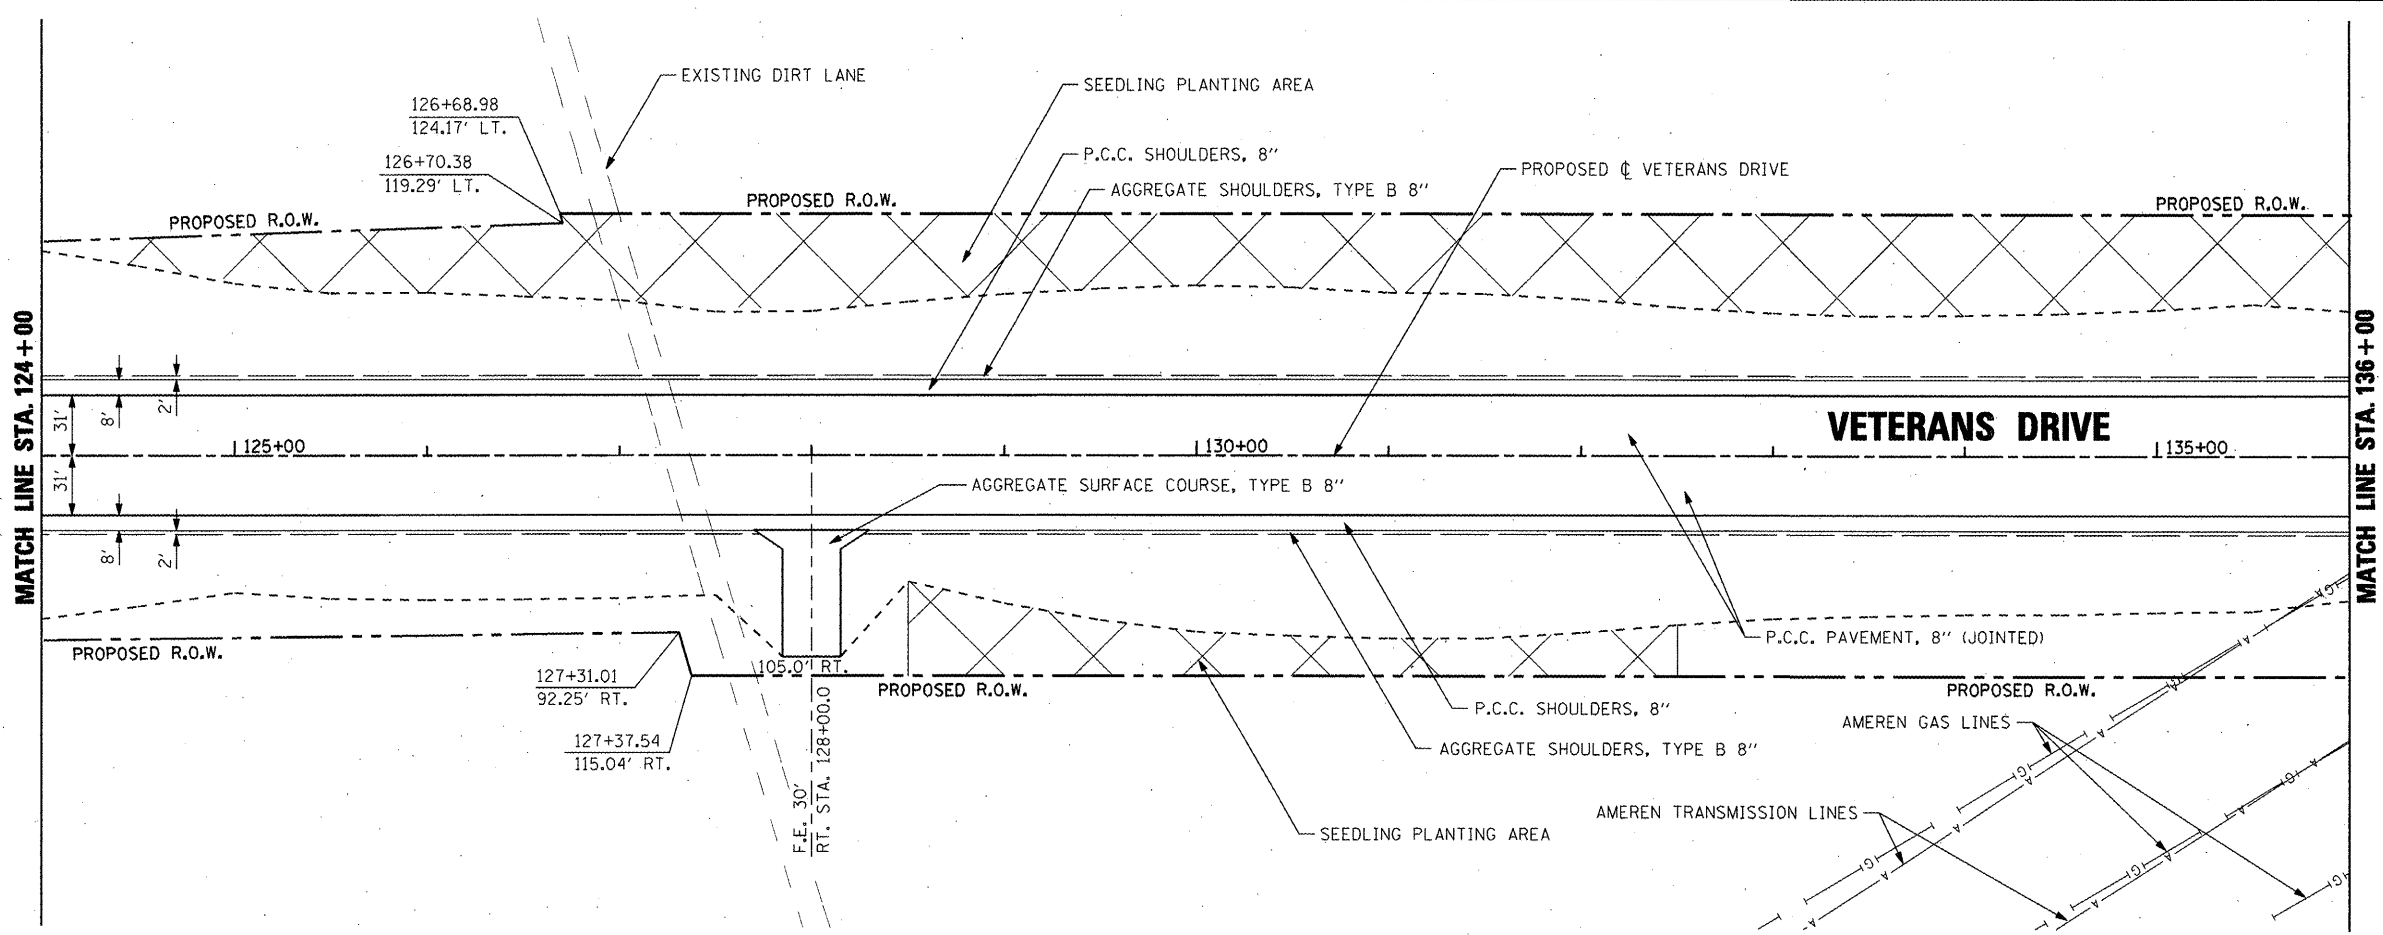 EXISTING DIRT LANE
SEEDLING PLANTING AREA
126+68.98
124.17' LT.
126+70.38
119.29' LT.
P.C.C. SHOULDERS, 8"
AGGREGATE SHOULDERS, TYPE B 8"
PROPOSED ℄ VETERANS DRIVE
PROPOSED R.O.W.
PROPOSED R.O.W.
PROPOSED R.O.W.
MATCH LINE STA. 124+00
MATCH LINE STA. 136+00
31'
8'
2'
31'
8'
2'
125+00
130+00
135+00
VETERANS DRIVE
AGGREGATE SURFACE COURSE, TYPE B 8"
P.C.C. PAVEMENT, 8" (JOINTED)
PROPOSED R.O.W.
105.0' RT.
127+31.01
92.25' RT.
127+37.54
115.04' RT.
PROPOSED R.O.W.
PROPOSED R.O.W.
F.E. 30'
RT. STA. 128+00.0
P.C.C. SHOULDERS, 8"
AGGREGATE SHOULDERS, TYPE B 8"
SEEDLING PLANTING AREA
AMEREN GAS LINES
AMEREN TRANSMISSION LINES
A
A
A
A
A
A
A
A
A
A
A
G
G
G
G
G
G
G
G